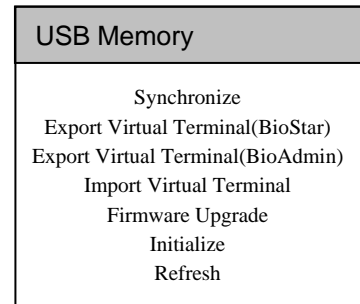 USB Memory
Synchronize
Export Virtual Terminal(BioStar)
Export Virtual Terminal(BioAdmin)
Import Virtual Terminal
Firmware Upgrade
Initialize
Refresh